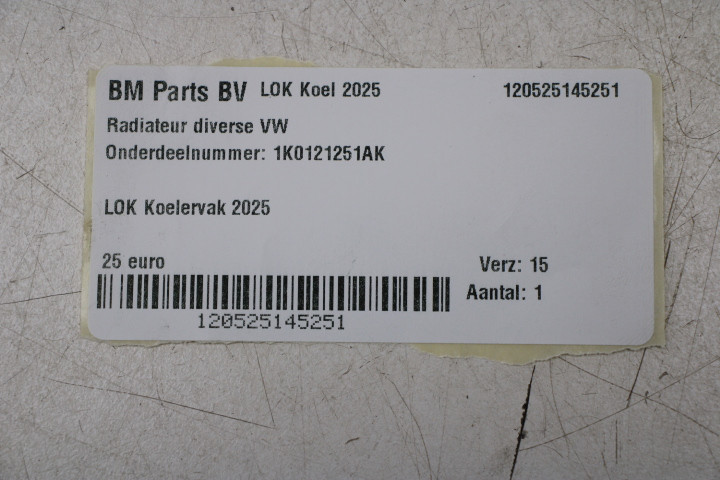 BM Parts BV LOK Koel 2025 120525145251
Radiateur diverse VW
Onderdeelnummer: 1K0121251AK
LOK Koelervak 2025
25 euro Verz: 15
Aantal: 1
120525145251